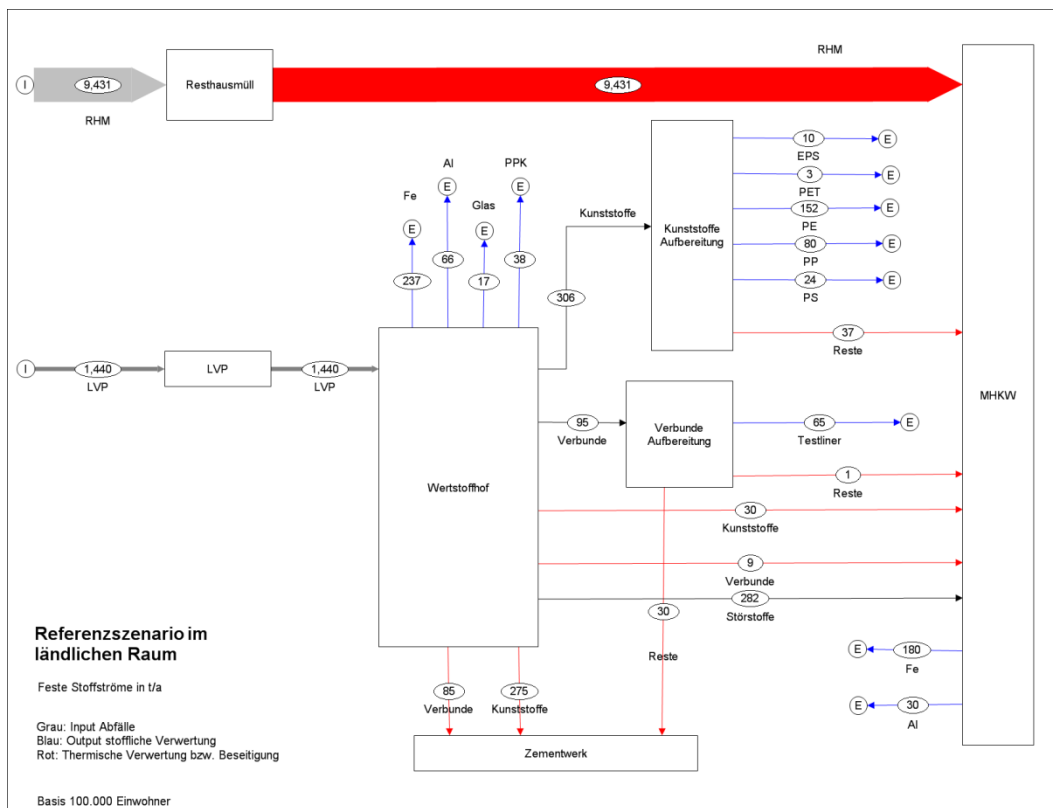 RHM
I
9,431
Resthausmüll
9,431
RHM
10
E
EPS
3
E
PET
152
E
PE
80
E
PP
24
E
PS
Kunststoffe
Aufbereitung
Kunststoffe
306
37
Reste
Al
PPK
Fe
E
E
Glas
E
E
237
66
17
38
I
1,440
LVP
LVP
1,440
LVP
MHKW
Wertstoffhof
95
Verbunde
Verbunde
Aufbereitung
65
E
Testliner
1
Reste
30
Kunststoffe
9
Verbunde
282
Störstoffe
30
Reste
E
180
Fe
E
30
Al
85
Verbunde
275
Kunststoffe
Zementwerk
Referenzszenario im
ländlichen Raum
Feste Stoffströme in t/a
Grau: Input Abfälle
Blau: Output stoffliche Verwertung
Rot: Thermische Verwertung bzw. Beseitigung
Basis 100.000 Einwohner